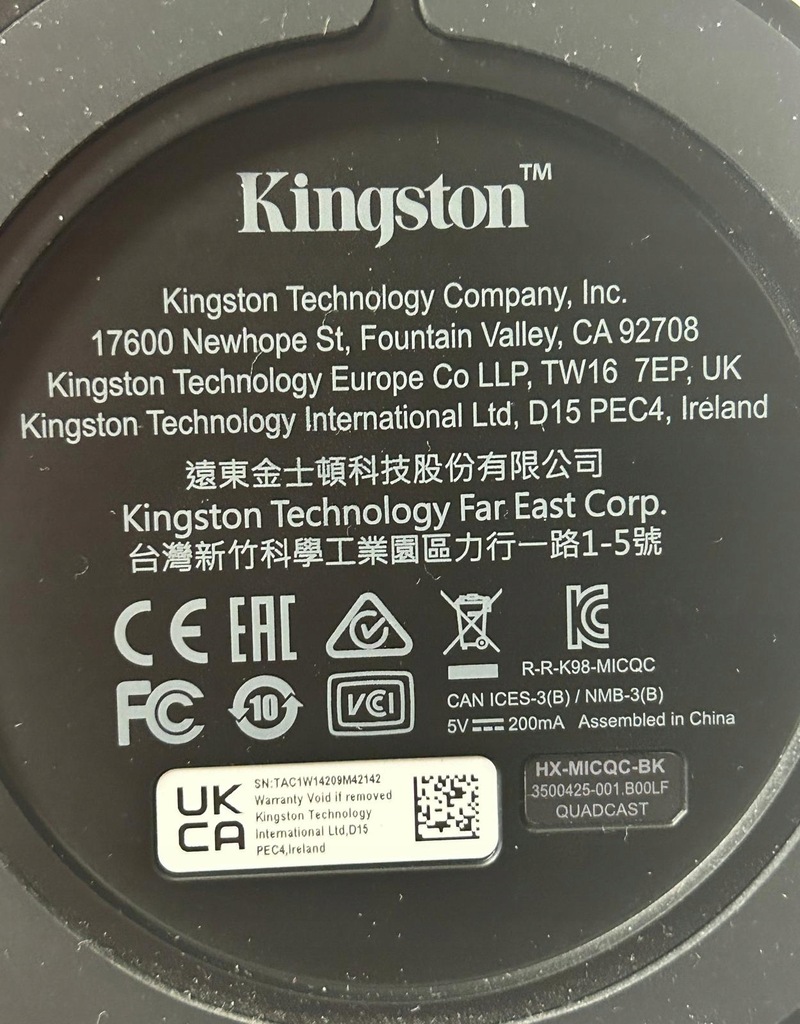 Kingston™
Kingston Technology Company, Inc.
17600 Newhope St, Fountain Valley, CA 92708
Kingston Technology Europe Co LLP, TW16 7EP, UK
Kingston Technology International Ltd, D15 PEC4, Ireland
遠東金士頓科技股份有限公司
Kingston Technology Far East Corp.
台灣新竹科學工業園區力行一路1-5號
CE EAC KC
R-R-K98-MICQC
FC 10 VCI
CAN ICES-3(B) / NMB-3(B)
5V ⎓ 200mA Assembled in China
UK
CA
SN:TAC1W14209M42142
Warranty Void if removed
Kingston Technology
International Ltd,D15
PEC4,Ireland
HX-MICQC-BK
3500425-001.B00LF
QUADCAST